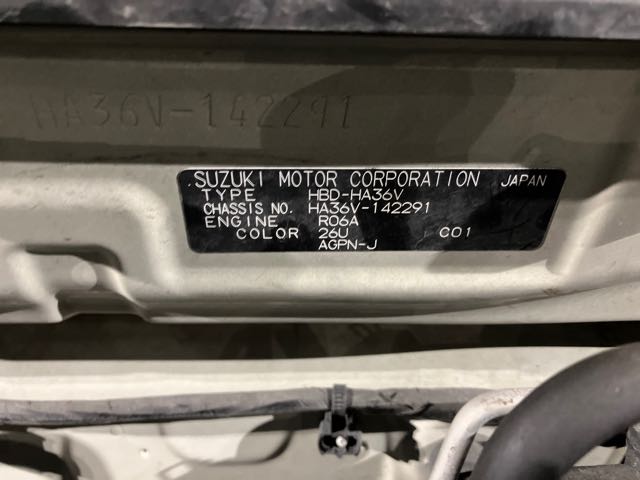 HA36V-142291
SUZUKI MOTOR CORPORATION JAPAN
TYPE HBD-HA36V
CHASSIS NO. HA36V-142291
ENGINE R06A
COLOR 26U C01
AGPN-J